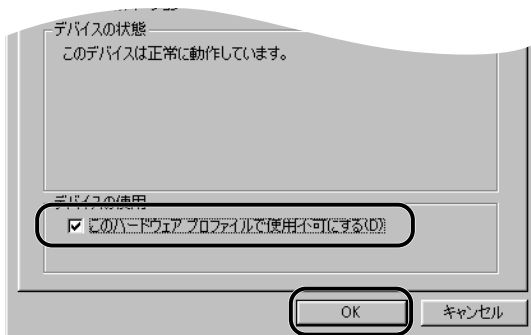 デバイスの状態
このデバイスは正常に動作しています。
デバイスの使用
このハードウェア プロファイルで使用不可にする(D)
OK
キャンセル